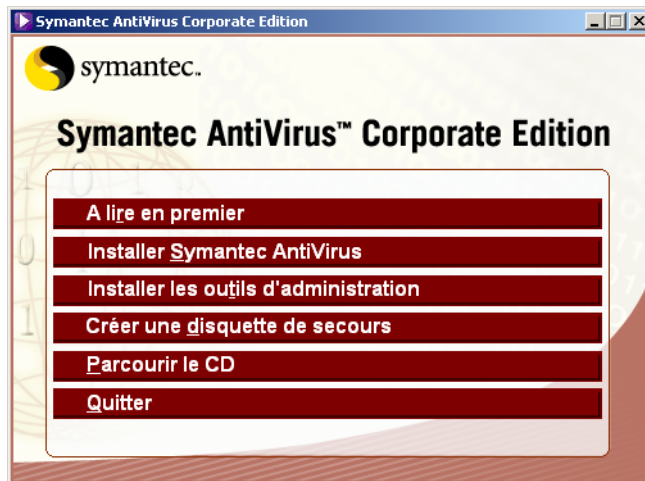 Symantec AntiVirus Corporate Edition
symantec.
Symantec AntiVirus™ Corporate Edition
A lire en premier
Installer Symantec AntiVirus
Installer les outils d'administration
Créer une disquette de secours
Parcourir le CD
Quitter